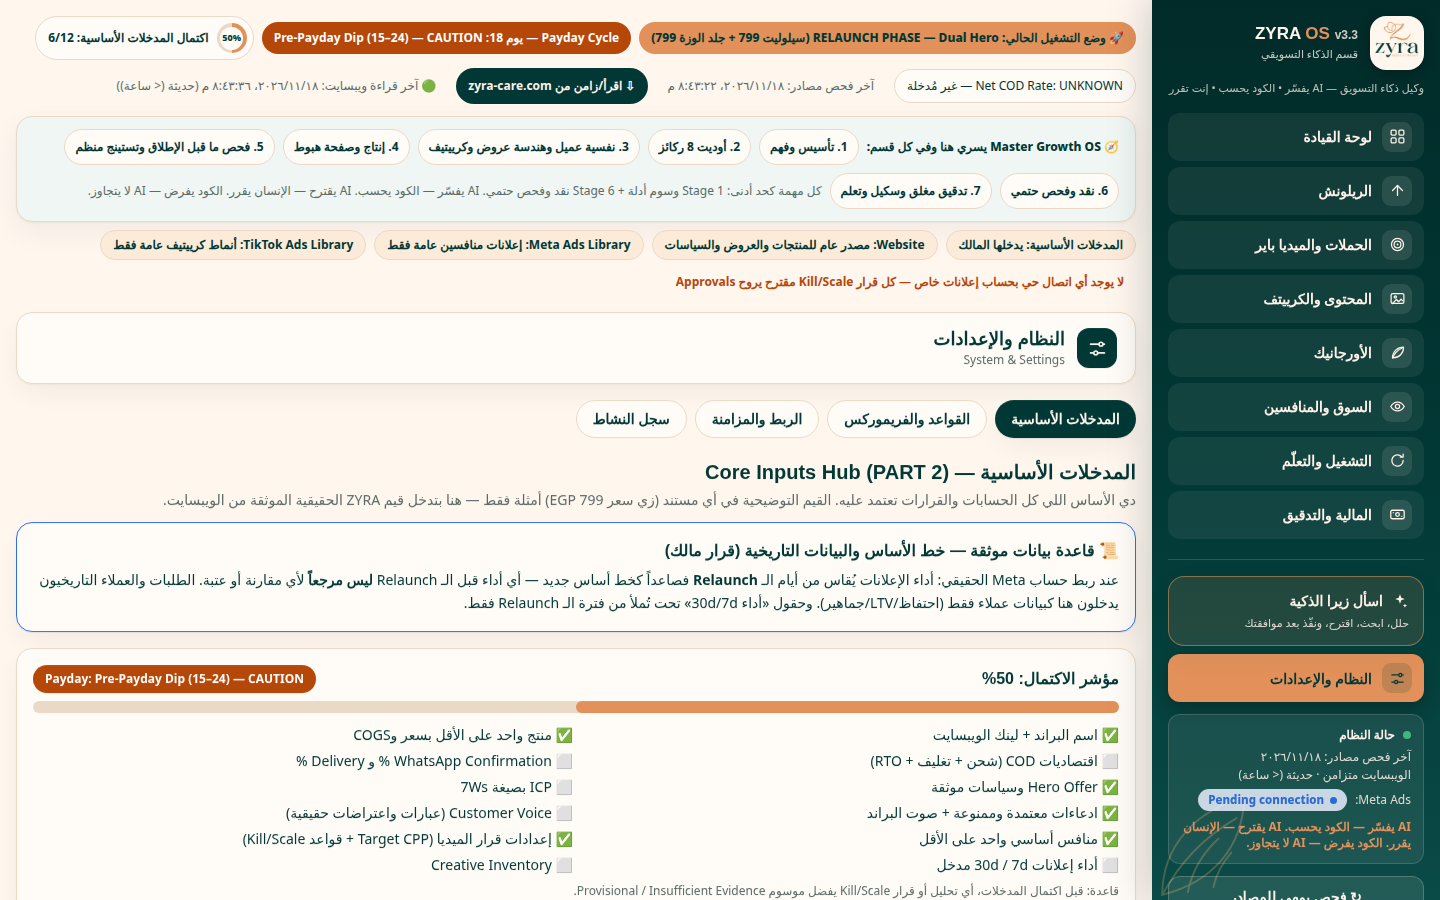 ZYRA OS v3.3
قسم الذكاء التسويقي
zyra
وكيل ذكاء التسويق — AI يفسّر • الكود يحسب • إنت تقرر
لوحة القيادة
الريلونش
الحملات والميديا باير
المحتوى والكرييتف
الأورجانيك
السوق والمنافسين
التشغيل والتعلّم
المالية والتدقيق
اسأل زيرا الذكية
حلل، ابحث، اقترح، ونفّذ بعد موافقتك
النظام والإعدادات
حالة النظام
آخر فحص مصادر: ٢٠٢٦/١١/١٨
الويبسايت متزامن · حديثة (< ساعة)
Meta Ads: Pending connection
AI يفسّر — الكود يحسب. AI يقترح — الإنسان
يقرر. الكود يفرض — AI لا يتجاوز.
↻ فحص يومي للمصادر
🚀 وضع التشغيل الحالي: RELAUNCH PHASE — Dual Hero (سيلوليت 799 + جلد الوزة 799)
Payday Cycle — يوم 18: Pre-Payday Dip (15–24) — CAUTION
50% اكتمال المدخلات الأساسية: 6/12
Net COD Rate: UNKNOWN — غير مُدخلة
آخر فحص مصادر: ٢٠٢٦/١١/١٨، ٨:٤٣:٢٢ م
⇩ اقرأ/زامن من zyra-care.com
🟢 آخر قراءة ويبسايت: ٢٠٢٦/١١/١٨، ٨:٤٣:٣٦ م (حديثة (< ساعة))
🧭 Master Growth OS يسري هنا وفي كل قسم:
1. تأسيس وفهم
2. أوديت 8 ركائز
3. نفسية عميل وهندسة عروض وكرييتيف
4. إنتاج وصفحة هبوط
5. فحص ما قبل الإطلاق وتستينج منظم
6. نقد وفحص حتمي
7. تدقيق مغلق وسكيل وتعلم
كل مهمة كحد أدنى: Stage 1 وسوم أدلة + Stage 6 نقد وفحص حتمي. AI يفسّر — الكود يحسب. AI يقترح — الإنسان يقرر. الكود يفرض — AI لا يتجاوز.
المدخلات الأساسية: يدخلها المالك
Website: مصدر عام للمنتجات والعروض والسياسات
Meta Ads Library: إعلانات منافسين عامة فقط
TikTok Ads Library: أنماط كرييتيف عامة فقط
لا يوجد أي اتصال حي بحساب إعلانات خاص — كل قرار Kill/Scale مقترح يروح Approvals
النظام والإعدادات
System & Settings
المدخلات الأساسية
القواعد والفريموركس
الربط والمزامنة
سجل النشاط
المدخلات الأساسية — Core Inputs Hub (PART 2)
دي الأساس اللي كل الحسابات والقرارات تعتمد عليه. القيم التوضيحية في أي مستند (زي سعر 799 EGP) أمثلة فقط — هنا بتدخل قيم ZYRA الحقيقية الموثقة من الويبسايت.
📜 قاعدة بيانات موثقة — خط الأساس والبيانات التاريخية (قرار مالك)
عند ربط حساب Meta الحقيقي: أداء الإعلانات يُقاس من أيام الـ Relaunch فصاعداً كخط أساس جديد — أي أداء قبل الـ Relaunch ليس مرجعاً لأي مقارنة أو عتبة. الطلبات والعملاء التاريخيون
يدخلون هنا كبيانات عملاء فقط (احتفاظ/LTV/جماهير). وحقول «أداء 30d/7d» تحت تُملأ من فترة الـ Relaunch فقط.
مؤشر الاكتمال: 50%
Payday: Pre-Payday Dip (15–24) — CAUTION
✅ اسم البراند + لينك الويبسايت
✅ منتج واحد على الأقل بسعر وCOGS
⬜ اقتصاديات COD (شحن + تغليف + RTO)
⬜ WhatsApp Confirmation % و Delivery %
✅ Hero Offer وسياسات موثقة
⬜ ICP بصيغة 7Ws
✅ ادعاءات معتمدة وممنوعة + صوت البراند
⬜ Customer Voice (عبارات واعتراضات حقيقية)
✅ منافس أساسي واحد على الأقل
✅ إعدادات قرار الميديا (Target CPP + قواعد Kill/Scale)
⬜ أداء إعلانات 30d / 7d مدخل
⬜ Creative Inventory
قاعدة: قبل اكتمال المدخلات، أي تحليل أو قرار Kill/Scale يفضل موسوم Provisional / Insufficient Evidence.